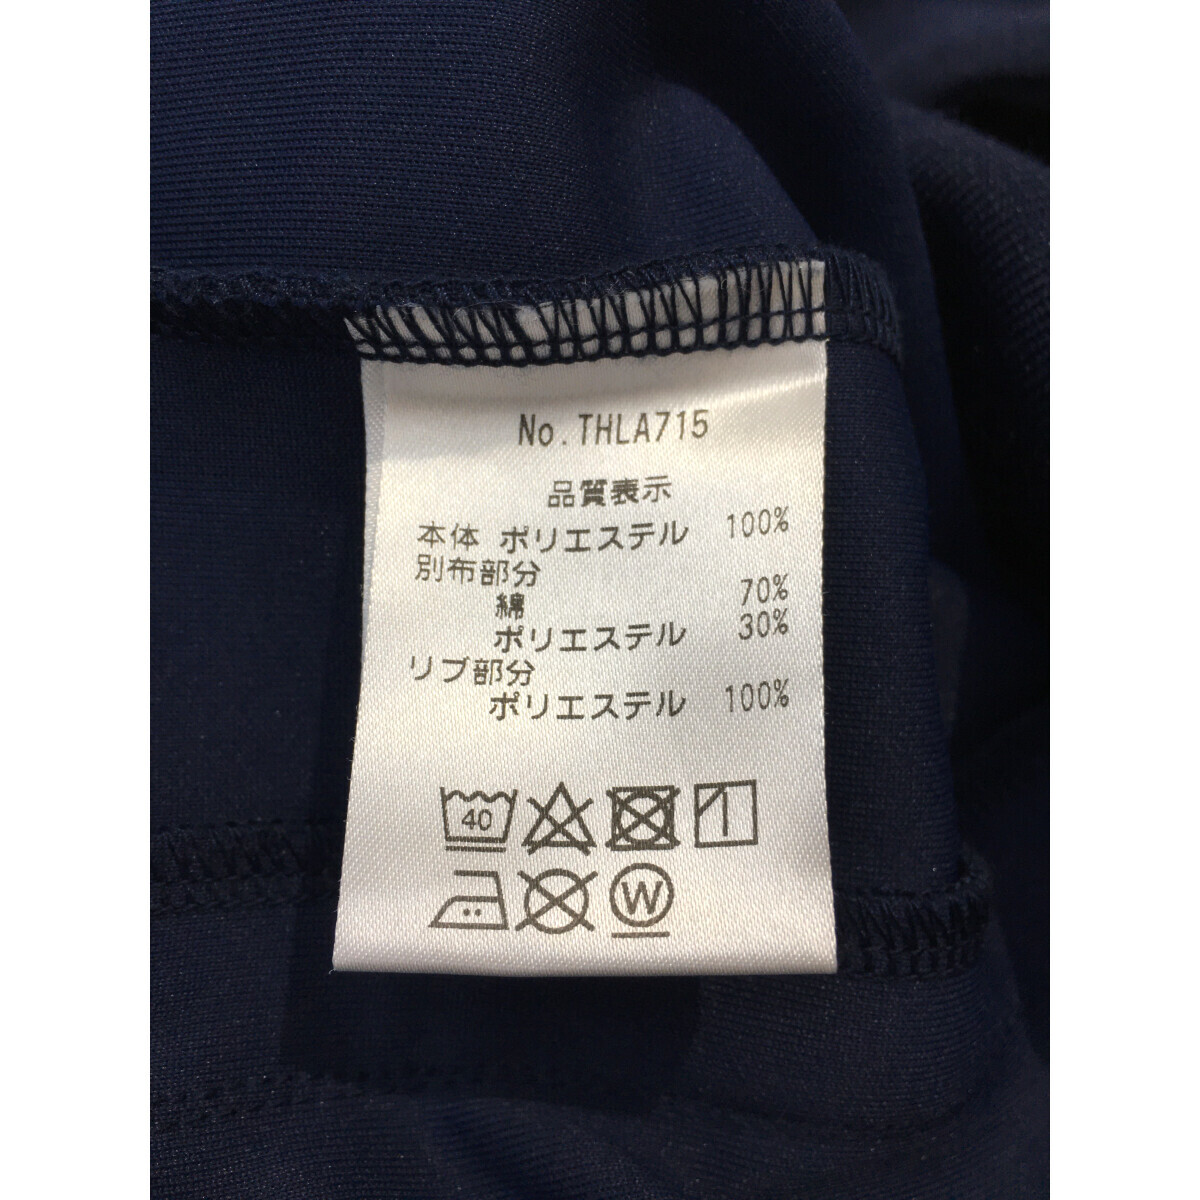 No.THLA715
品質表示
本体 ポリエステル 100%
別布部分
綿 70%
ポリエステル 30%
リブ部分
ポリエステル 100%
40
W